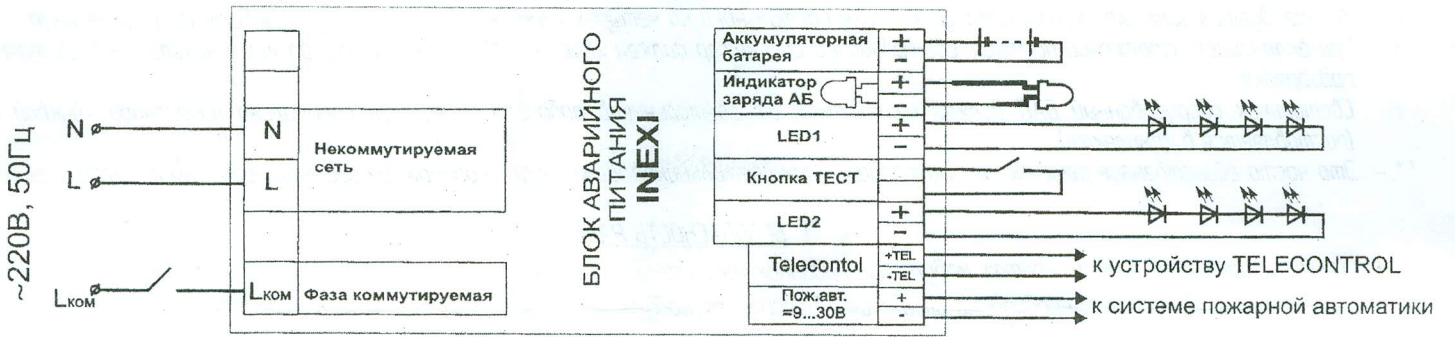 ~220В, 50Гц
N
L
Lком
N
L
Некоммутируемая
сеть
Lком
Фаза коммутируемая
БЛОК АВАРИЙНОГО
ПИТАНИЯ
INEXI
Аккумуляторная
батарея
+
-
Индикатор
заряда АБ
+
-
LED1
+
-
Кнопка ТЕСТ
LED2
+
-
Telecontol
+TEL
-TEL
к устройству TELECONTROL
Пож.авт.
=9...30В
+
-
к системе пожарной автоматики